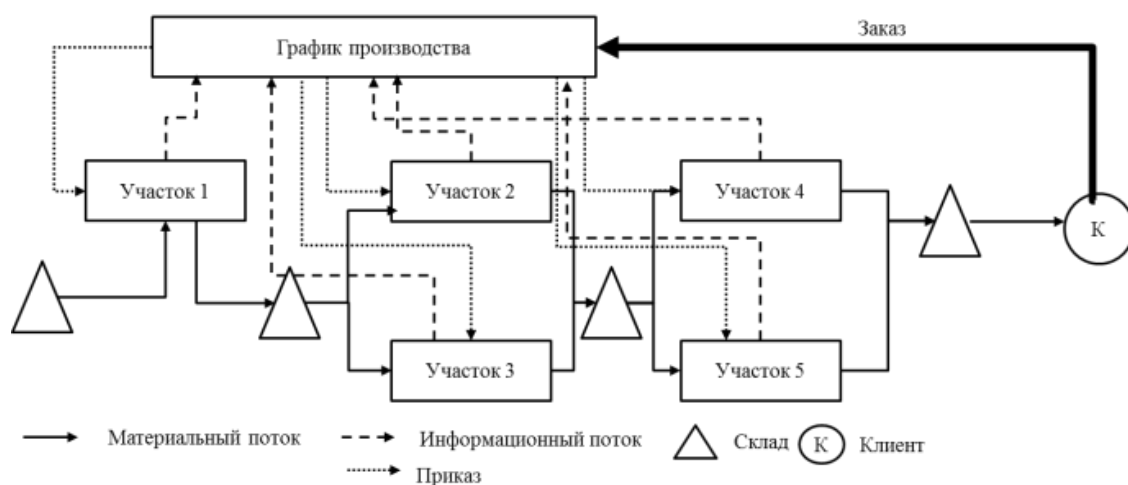 Заказ
График производства
Участок 1
Участок 2
Участок 4
К
Участок 3
Участок 5
Материальный поток
Информационный поток
Склад
К
Клиент
Приказ